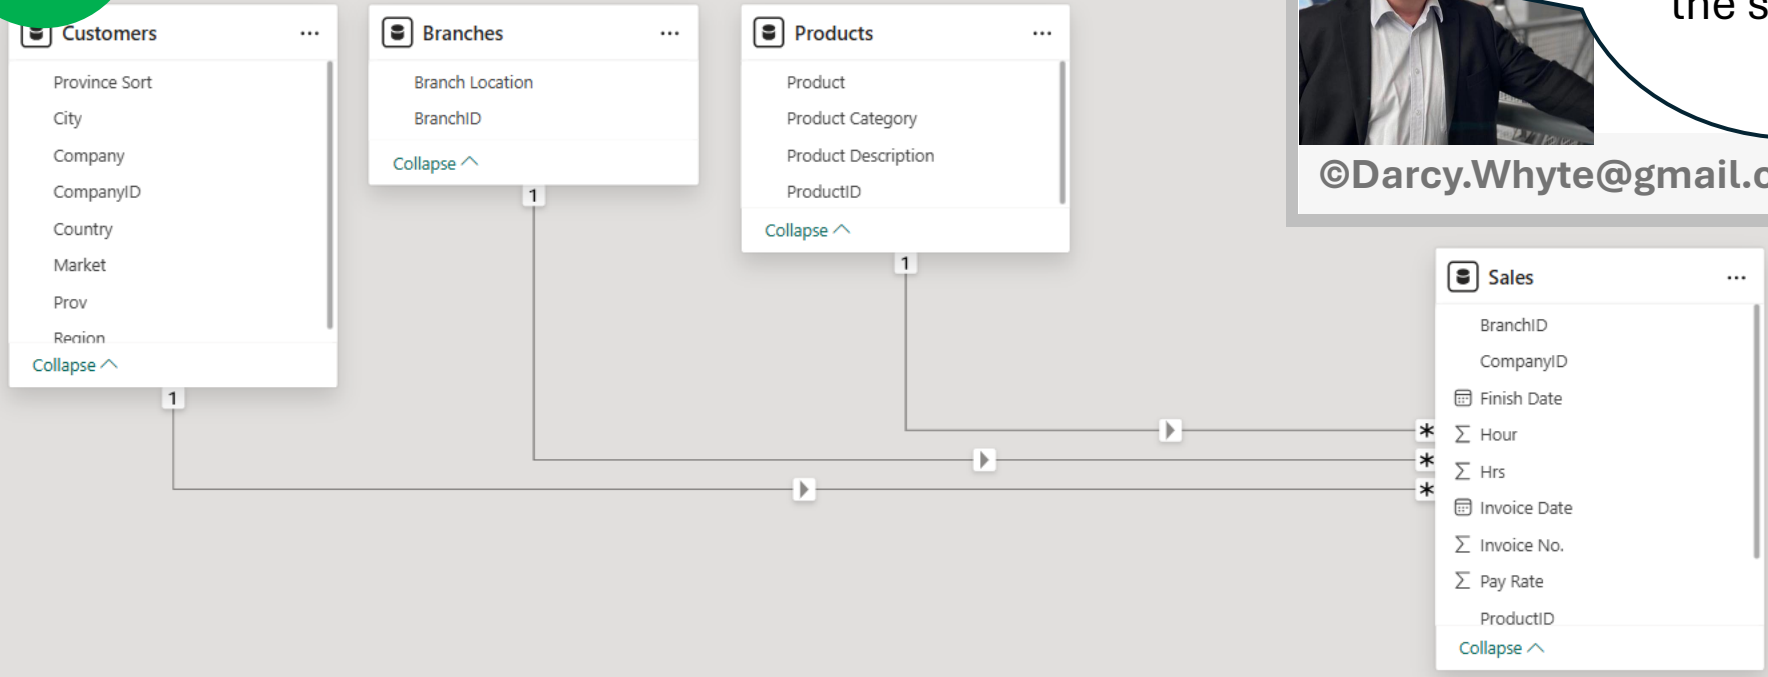 Customers
...
Province Sort
City
Company
CompanyID
Country
Market
Prov
Region
Collapse
1
Branches
...
Branch Location
BranchID
Collapse
1
Products
...
Product
Product Category
Product Description
ProductID
Collapse
1
the s
©Darcy.Whyte@gmail.c
Sales
...
BranchID
CompanyID
Finish Date
∑ Hour
∑ Hrs
Invoice Date
∑ Invoice No.
∑ Pay Rate
ProductID
Collapse
*
*
*